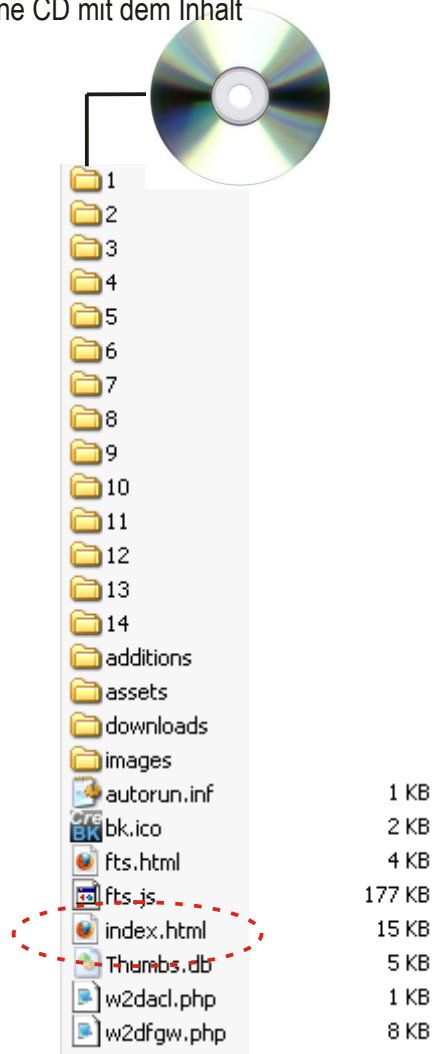 ne CD mit dem Inhalt
1
2
3
4
5
6
7
8
9
10
11
12
13
14
additions
assets
downloads
images
autorun.inf 1 KB
Cre
BK bk.ico 2 KB
fts.html 4 KB
fts.js 177 KB
index.html 15 KB
Thumbs.db 5 KB
w2dacl.php 1 KB
w2dfgw.php 8 KB